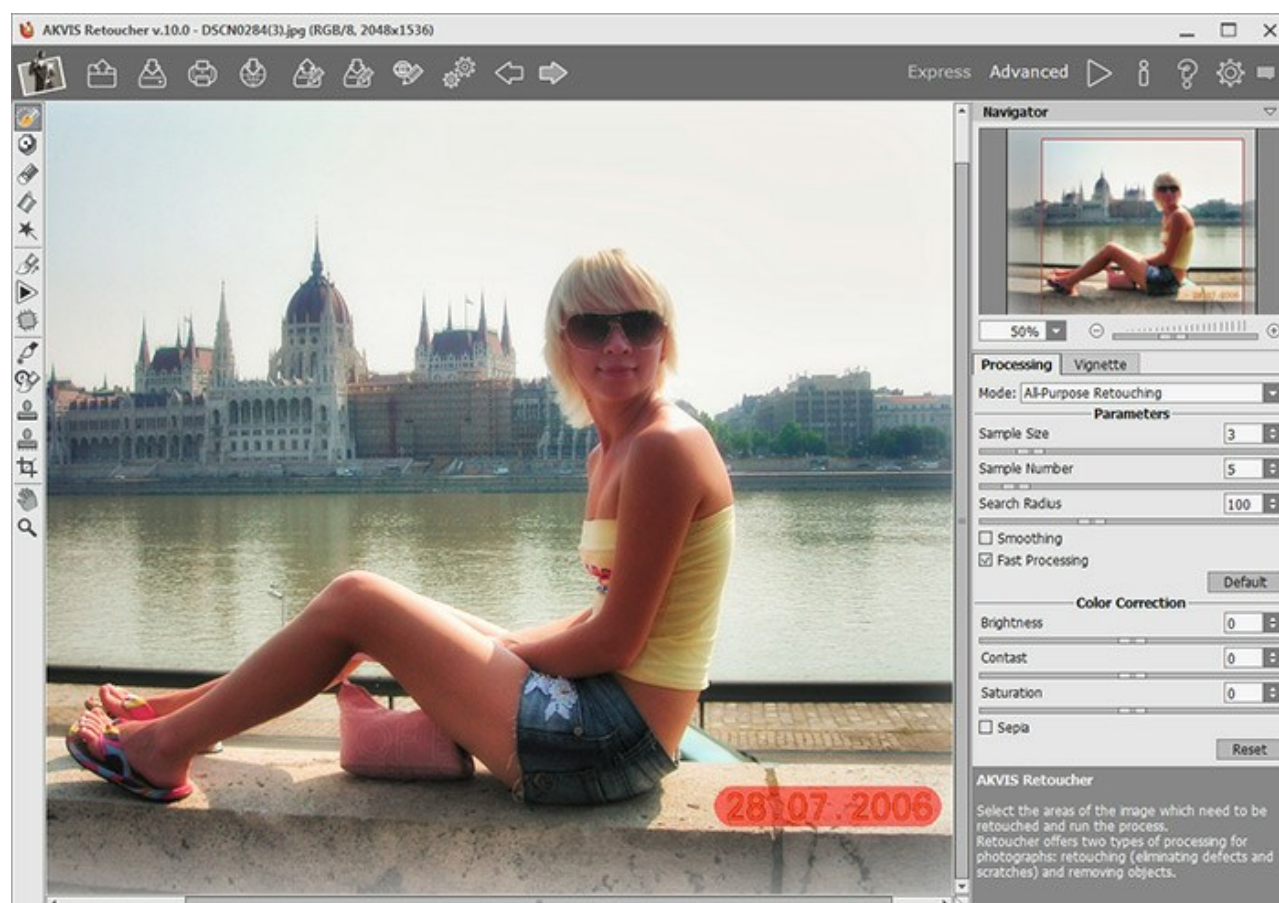 AKVIS Retoucher v.10.0 - DSCN0284(3).jpg (RGB/8, 2048x1536)
Express Advanced
Navigator
50%
Processing Vignette
Mode: All-Purpose Retouching
Parameters
Sample Size 3
Sample Number 5
Search Radius 100
Smoothing
Fast Processing
Default
Color Correction
Brightness 0
Contast 0
Saturation 0
Sepia
Reset
28.07.2006
AKVIS Retoucher
Select the areas of the image which need to be
retouched and run the process.
Retoucher offers two types of processing for
photographs: retouching (eliminating defects and
scratches) and removing objects.